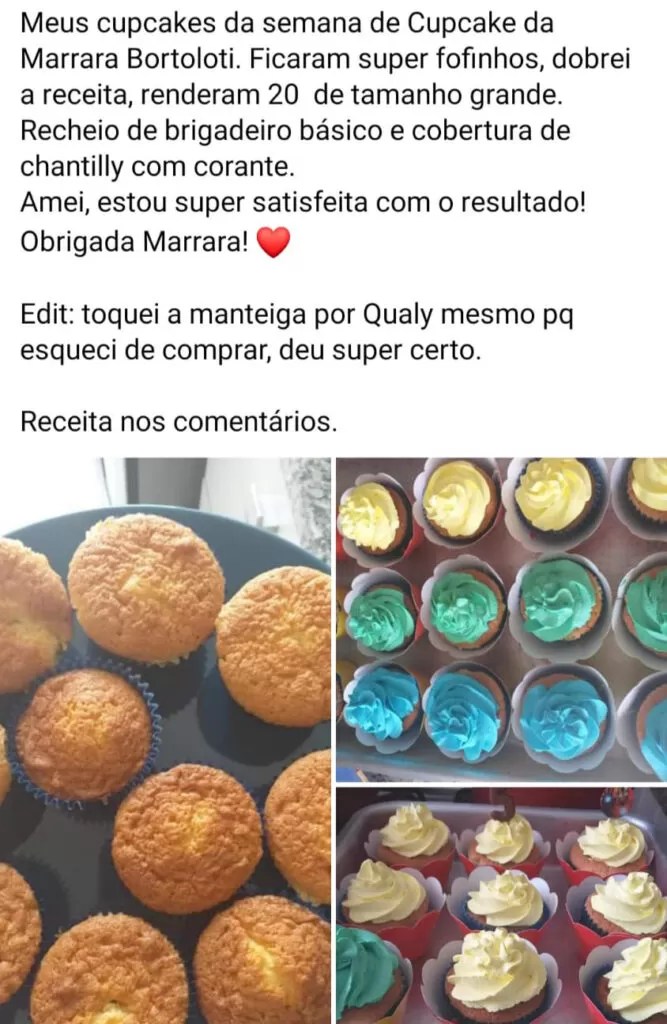 Meus cupcakes da semana de Cupcake da
Marrara Bortoloti. Ficaram super fofinhos, dobrei
a receita, renderam 20 de tamanho grande.
Recheio de brigadeiro básico e cobertura de
chantilly com corante.
Amei, estou super satisfeita com o resultado!
Obrigada Marrara! ❤️
Edit: toquei a manteiga por Qualy mesmo pq
esqueci de comprar, deu super certo.
Receita nos comentários.